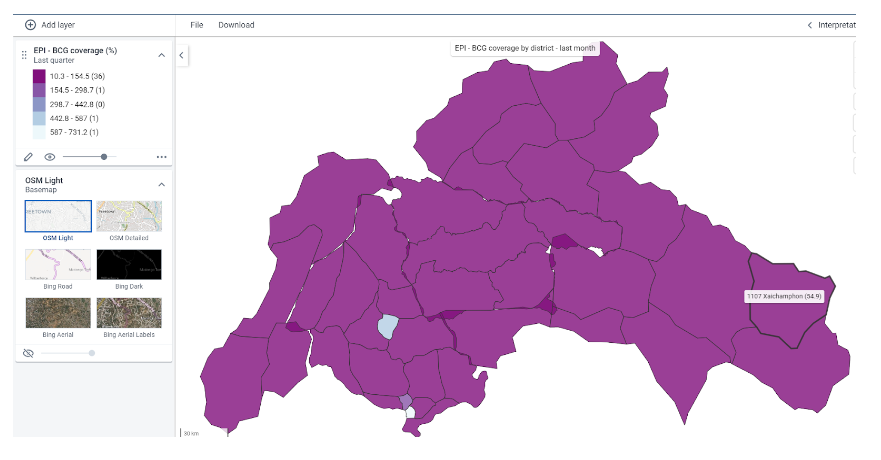 Add layer
File Download
Interpretat
EPI - BCG coverage (%)
Last quarter
10.3 - 154.5 (36)
154.5 - 298.7 (1)
298.7 - 442.8 (0)
442.8 - 587 (1)
587 - 731.2 (1)
OSM Light
Basemap
OSM Light
OSM Detailed
Bing Road
Bing Dark
Bing Aerial
Bing Aerial Labels
EPI - BCG coverage by district - last month
1107 Xaichamphon (54.9)
30 km